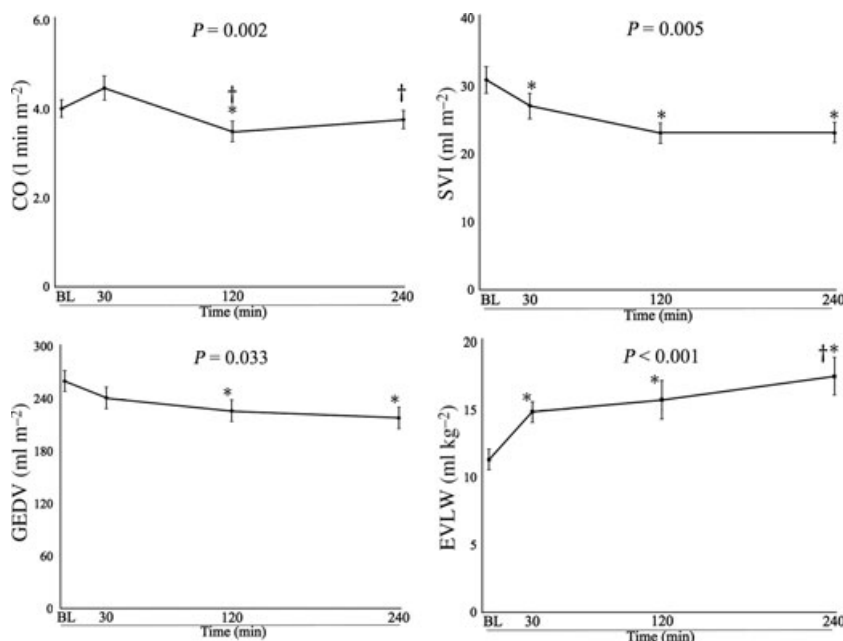 P = 0.002
CO (l min m⁻²)
6.0
4.0
2.0
0
BL 30 120 240
Time (min)
P = 0.005
SVI (ml m⁻²)
40
30
20
10
0
BL 30 120 240
Time (min)
P = 0.033
GEDV (ml m⁻²)
300
240
180
120
60
0
BL 30 120 240
Time (min)
P < 0.001
EVLW (ml kg⁻²)
20
15
10
5
0
BL 30 120 240
Time (min)
†
*
†
*
*
*
*
*
*
*
†*